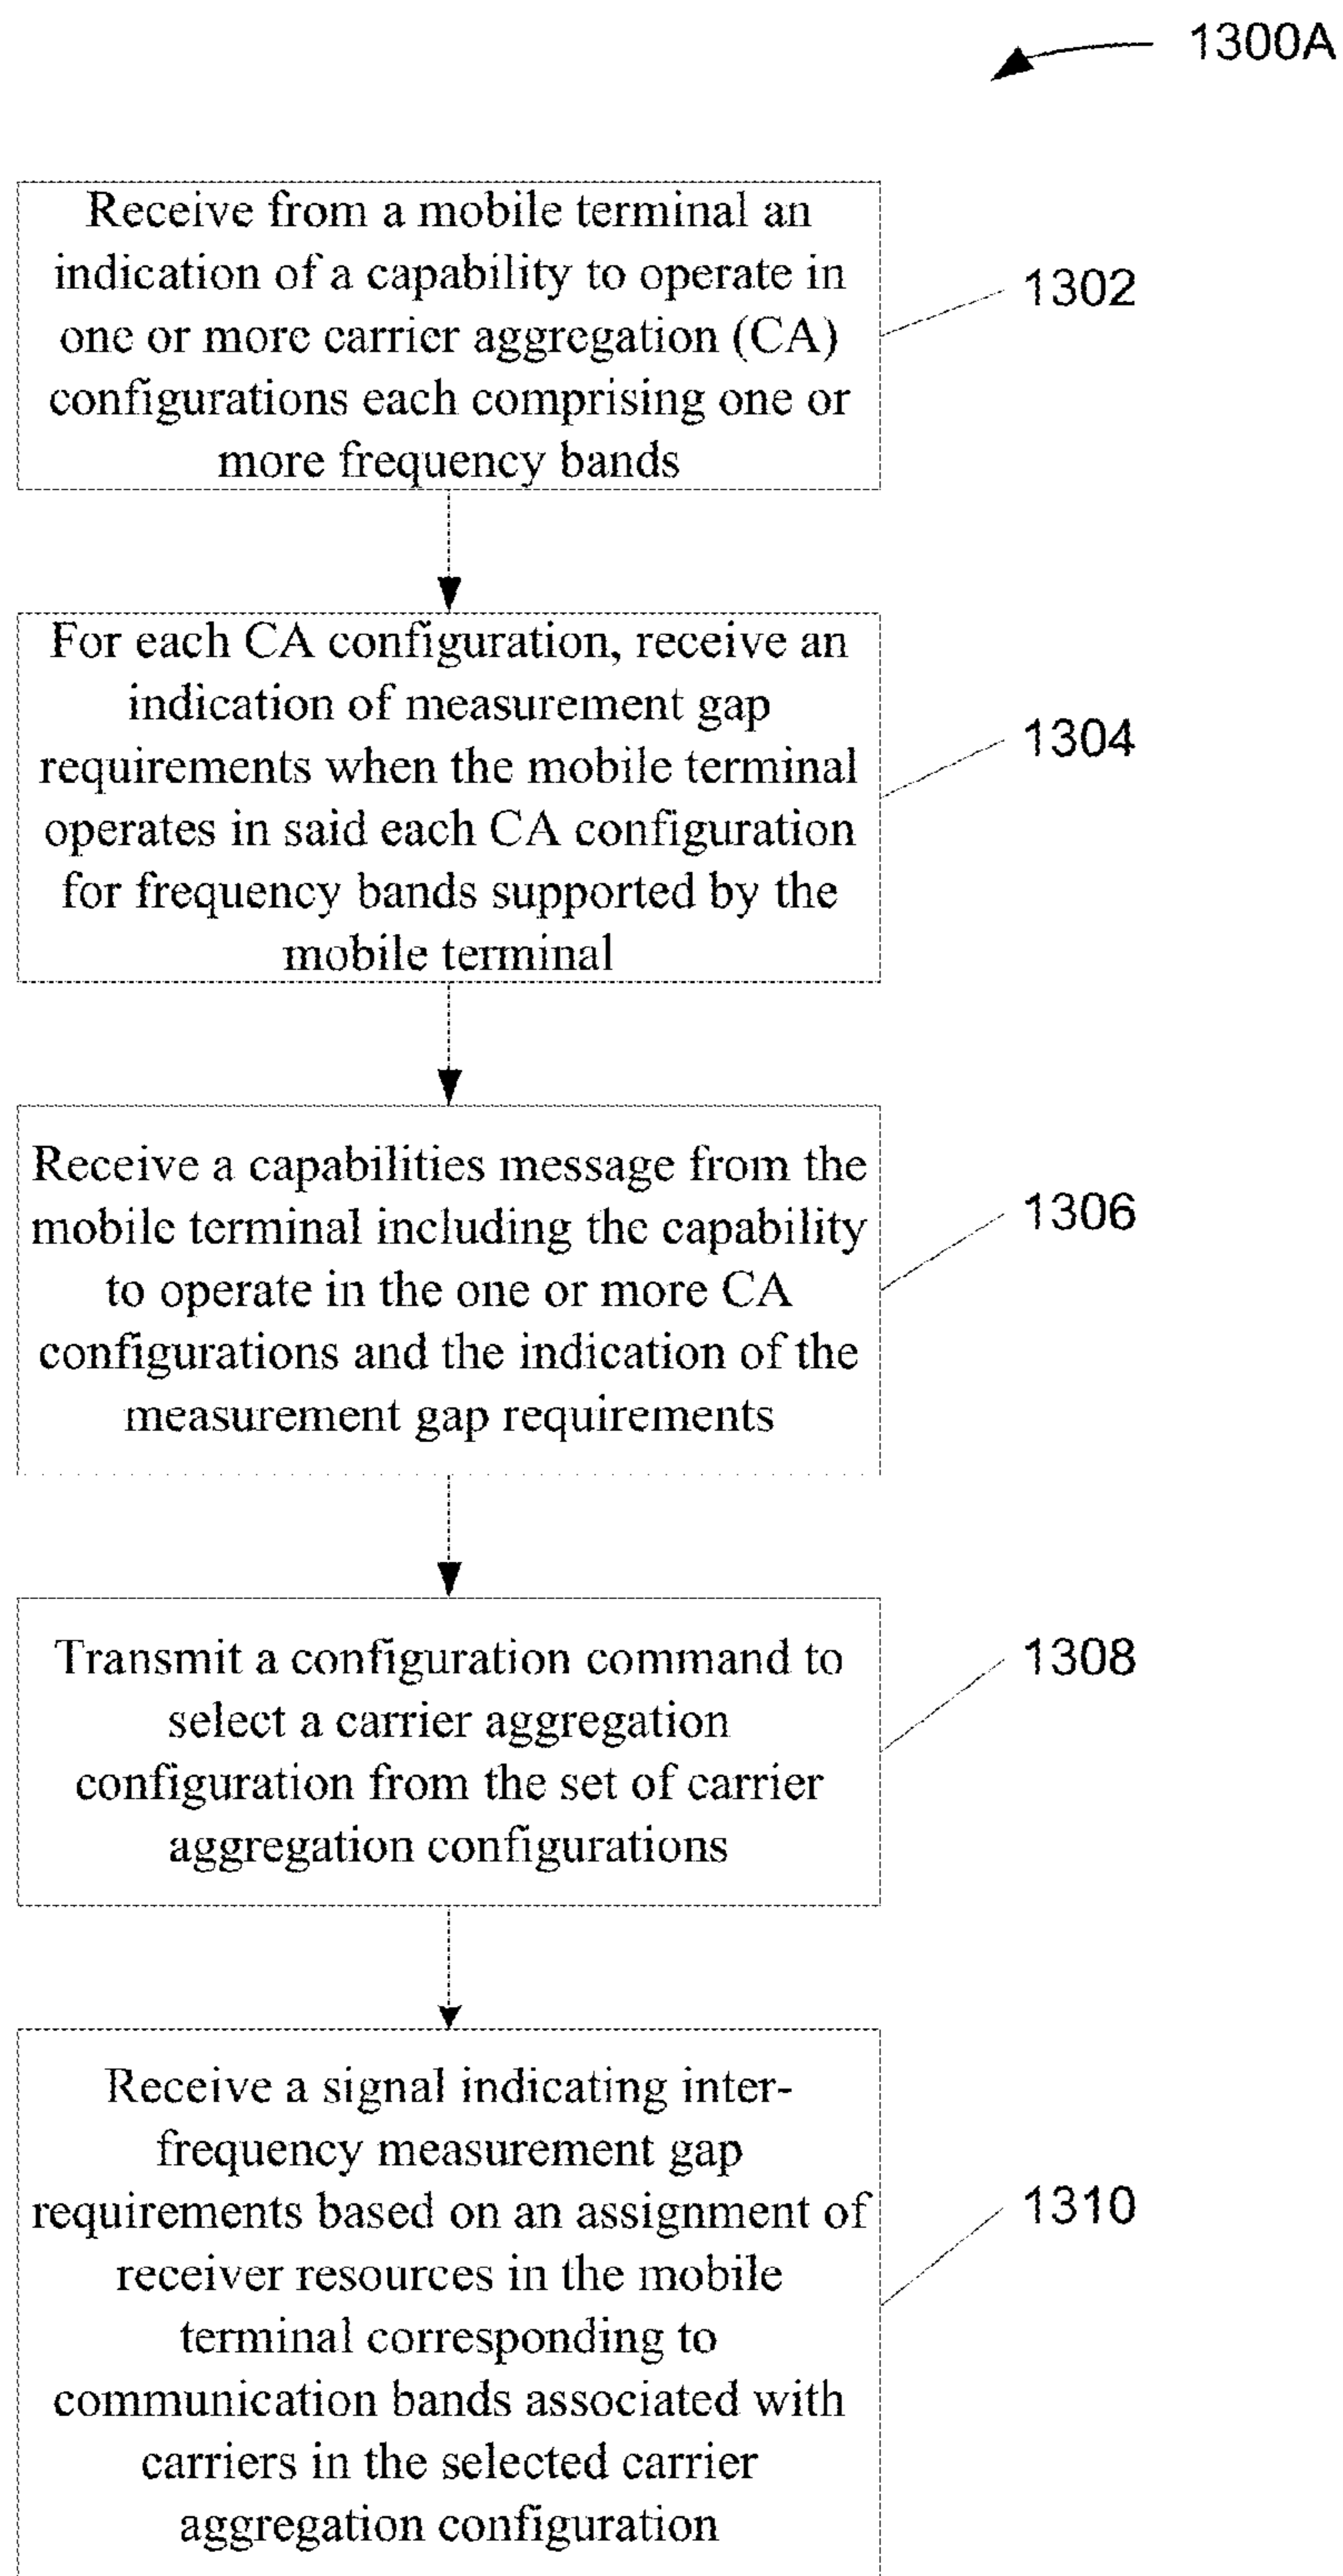 1300A
Receive from a mobile terminal an
indication of a capability to operate in
one or more carrier aggregation (CA)
configurations each comprising one or
more frequency bands
1302
For each CA configuration, receive an
indication of measurement gap
requirements when the mobile terminal
operates in said each CA configuration
for frequency bands supported by the
mobile terminal
1304
Receive a capabilities message from the
mobile terminal including the capability
to operate in the one or more CA
configurations and the indication of the
measurement gap requirements
1306
Transmit a configuration command to
select a carrier aggregation
configuration from the set of carrier
aggregation configurations
1308
Receive a signal indicating inter-
frequency measurement gap
requirements based on an assignment of
receiver resources in the mobile
terminal corresponding to
communication bands associated with
carriers in the selected carrier
aggregation configuration
1310